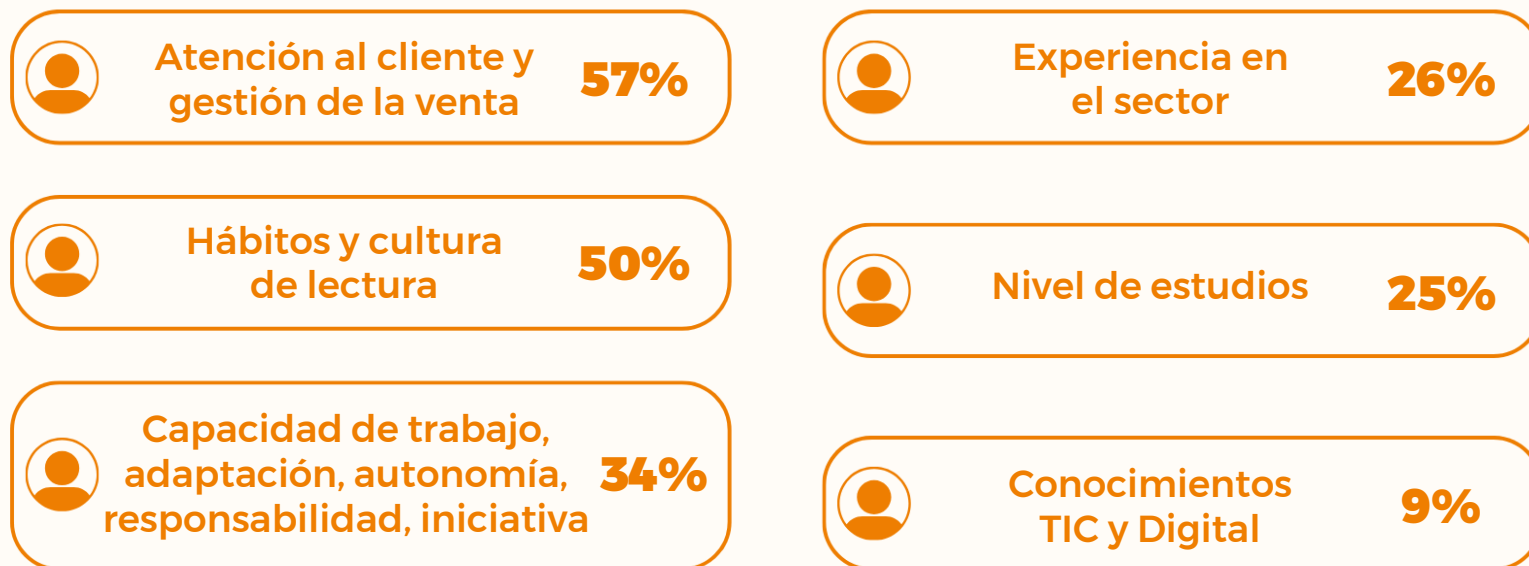 Atención al cliente y
gestión de la venta
57%
Hábitos y cultura
de lectura
50%
Capacidad de trabajo,
adaptación, autonomía,
responsabilidad, iniciativa
34%
Experiencia en
el sector
26%
Nivel de estudios
25%
Conocimientos
TIC y Digital
9%